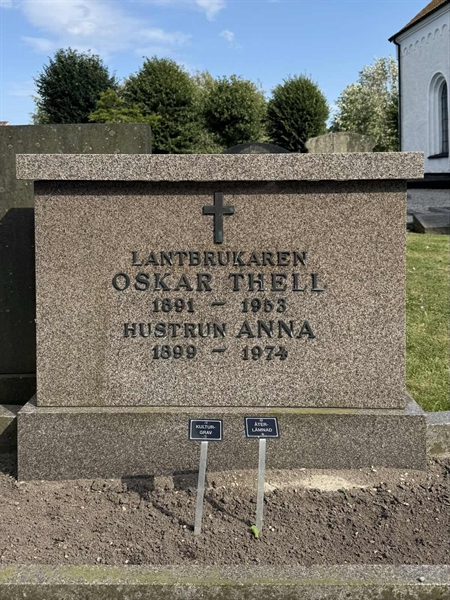 LANTBRUKAREN
OSKAR THELL
1891 - 1953
HUSTRUN ANNA
1899 - 1974
KULTUR-
GRAV
ÅTER-
LÄMNAD